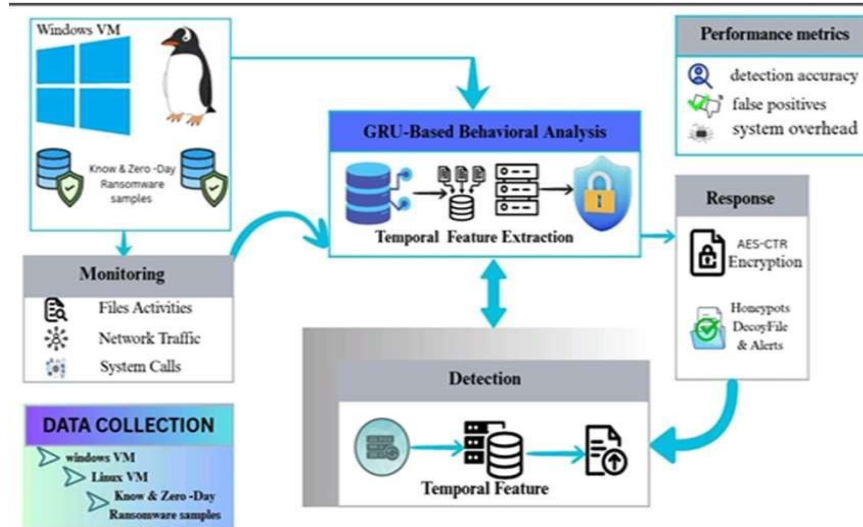 Windows VM
Know & Zero -Day
Ransomware
samples
Monitoring
Files Activities
Network Traffic
System Calls
DATA COLLECTION
windows VM
Linux VM
Know & Zero -Day
Ransomware samples
GRU-Based Behavioral Analysis
Temporal Feature Extraction
Detection
Temporal Feature
Performance metrics
detection accuracy
false positives
system overhead
Response
AES-CTR
Encryption
Honeypots
DecoyFile
& Alerts